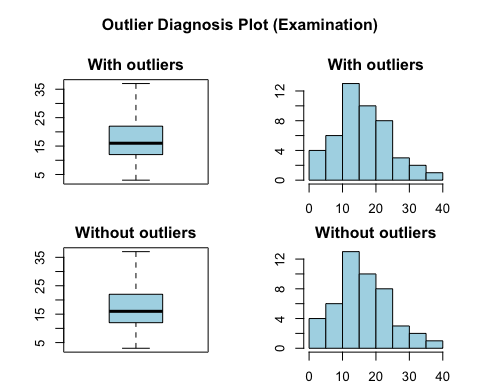 Outlier Diagnosis Plot (Examination)
With outliers
With outliers
5 15 25 35
0 4 8 12
0 10 20 30 40
Without outliers
Without outliers
5 15 25 35
0 4 8 12
0 10 20 30 40